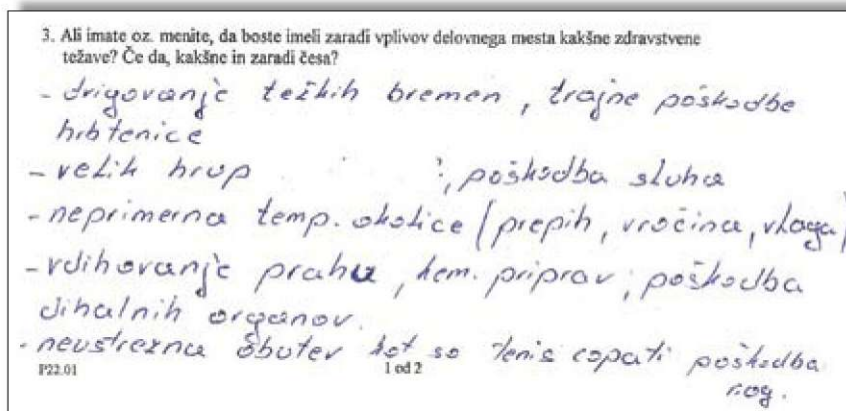 3. Ali imate oz. menite, da boste imeli zaradi vplivov delovnega mesta kakšne zdravstvene
težave? Če da, kakšne in zaradi česa?
- drigovanje težkih bremen, trajne poškodbe
hrbtenice
- velik hrup ; poškodba sluha
- neprimerna temp. okolice (prepih, vročina, vlaga)
- vdihovanje prahu, kem. priprav; poškodba
dihalnih organov.
- neustrezna obutev kot so tenis copati poškodba
nog.
P22.01 1 od 2